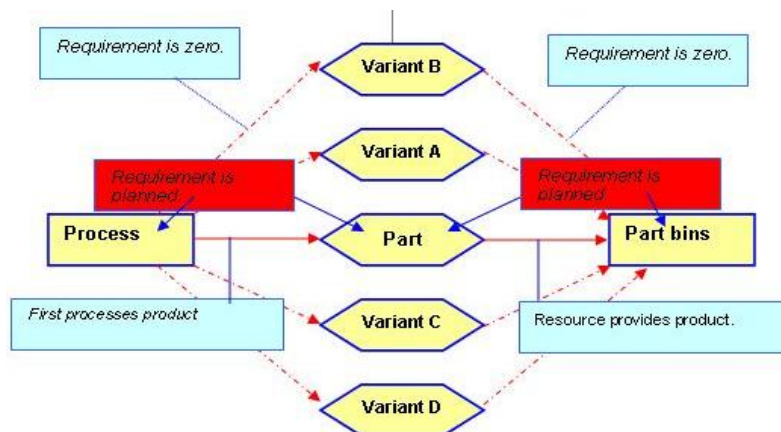 Requirement is zero.
Variant B
Requirement is zero.
Variant A
Requirement is
planned.
Requirement is
planned
Process
Part
Part bins
First processes product
Variant C
Resource provides product.
Variant D